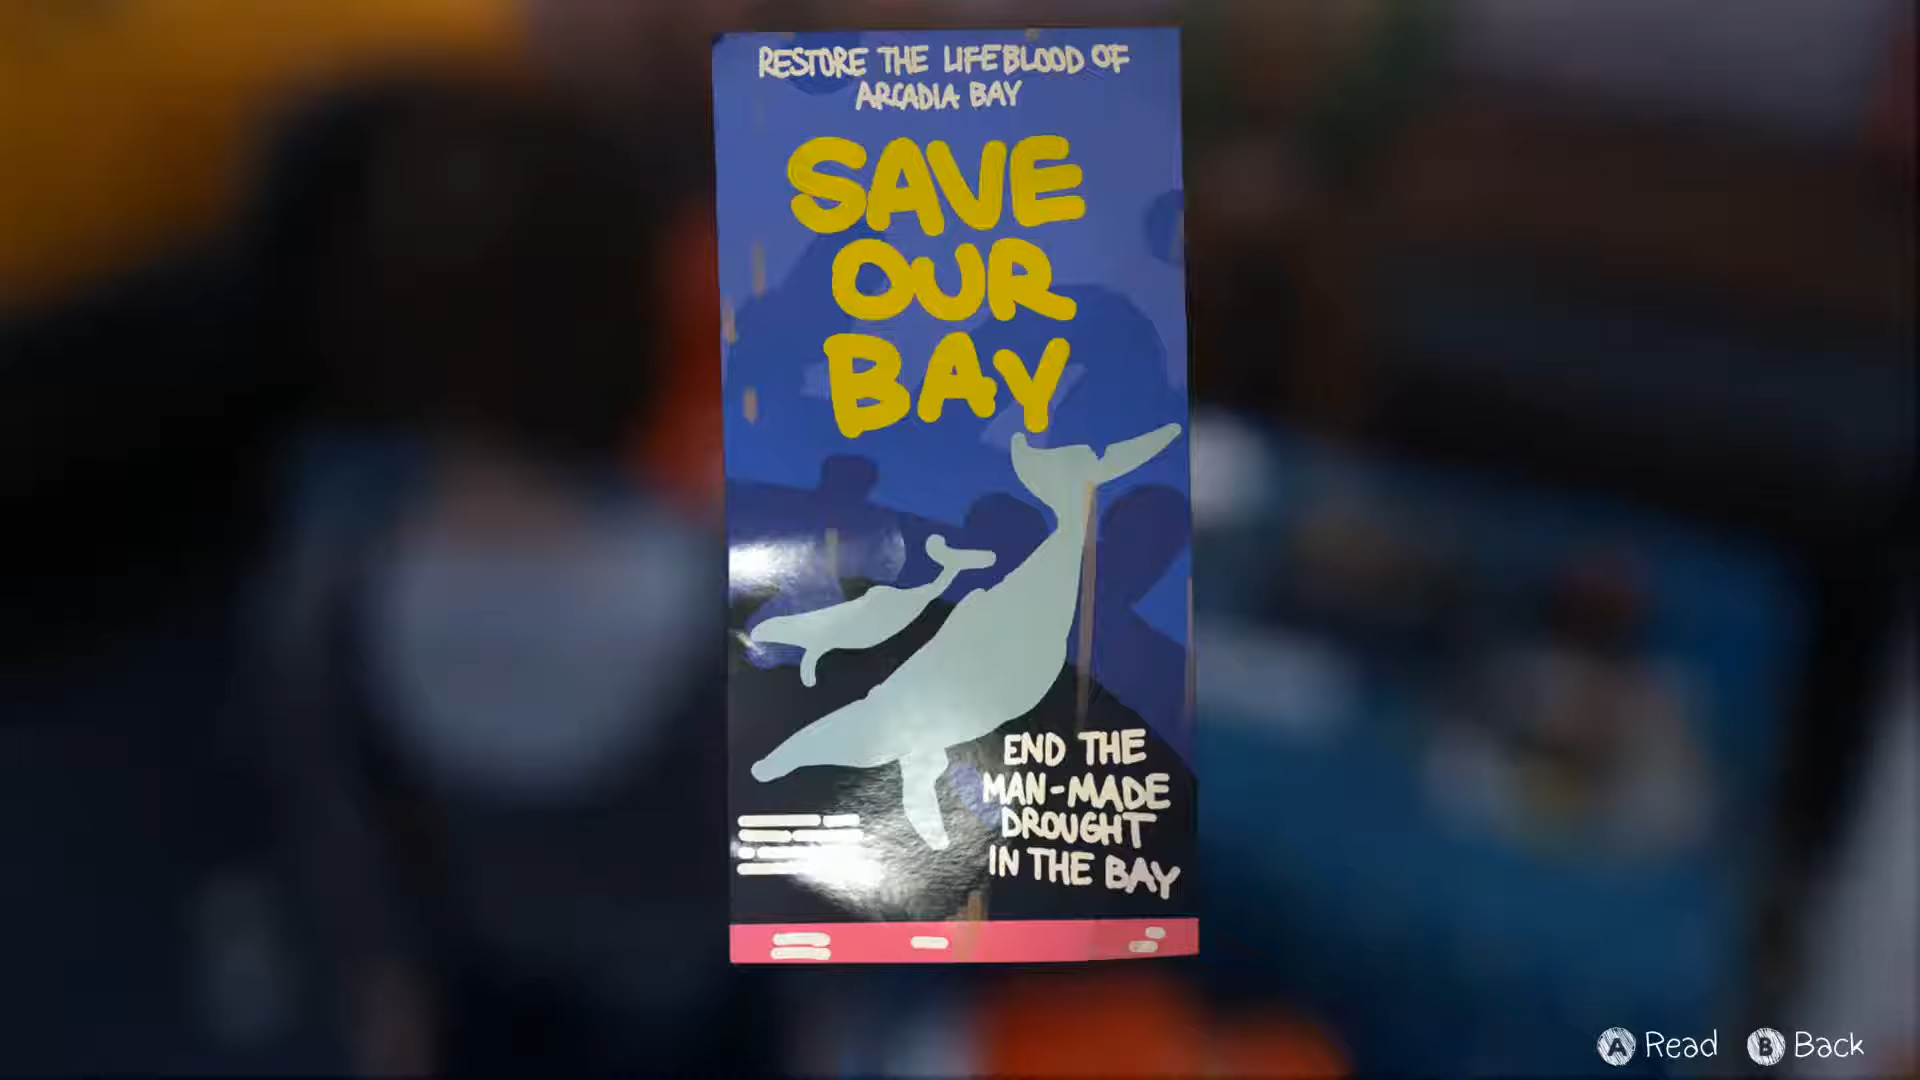 RESTORE THE LIFEBLOOD OF
ARCADIA BAY
SAVE
OUR
BAY
END THE
MAN-MADE
DROUGHT
IN THE BAY
A Read B Back